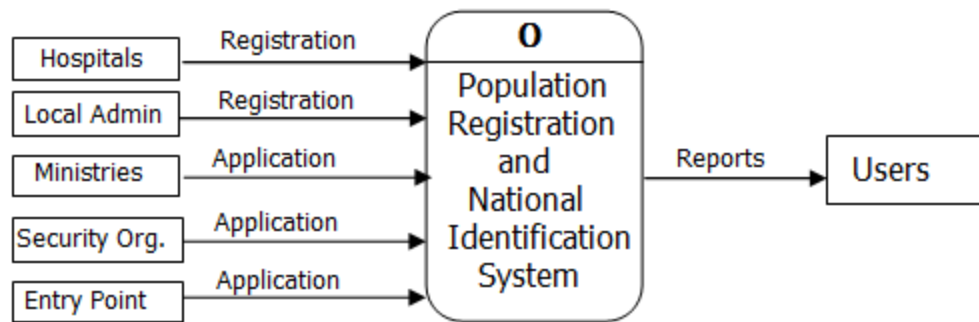 Hospitals
Registration
Local Admin
Registration
Ministries
Application
Security Org.
Application
Entry Point
Application
O
Population
Registration
and
National
Identification
System
Reports
Users